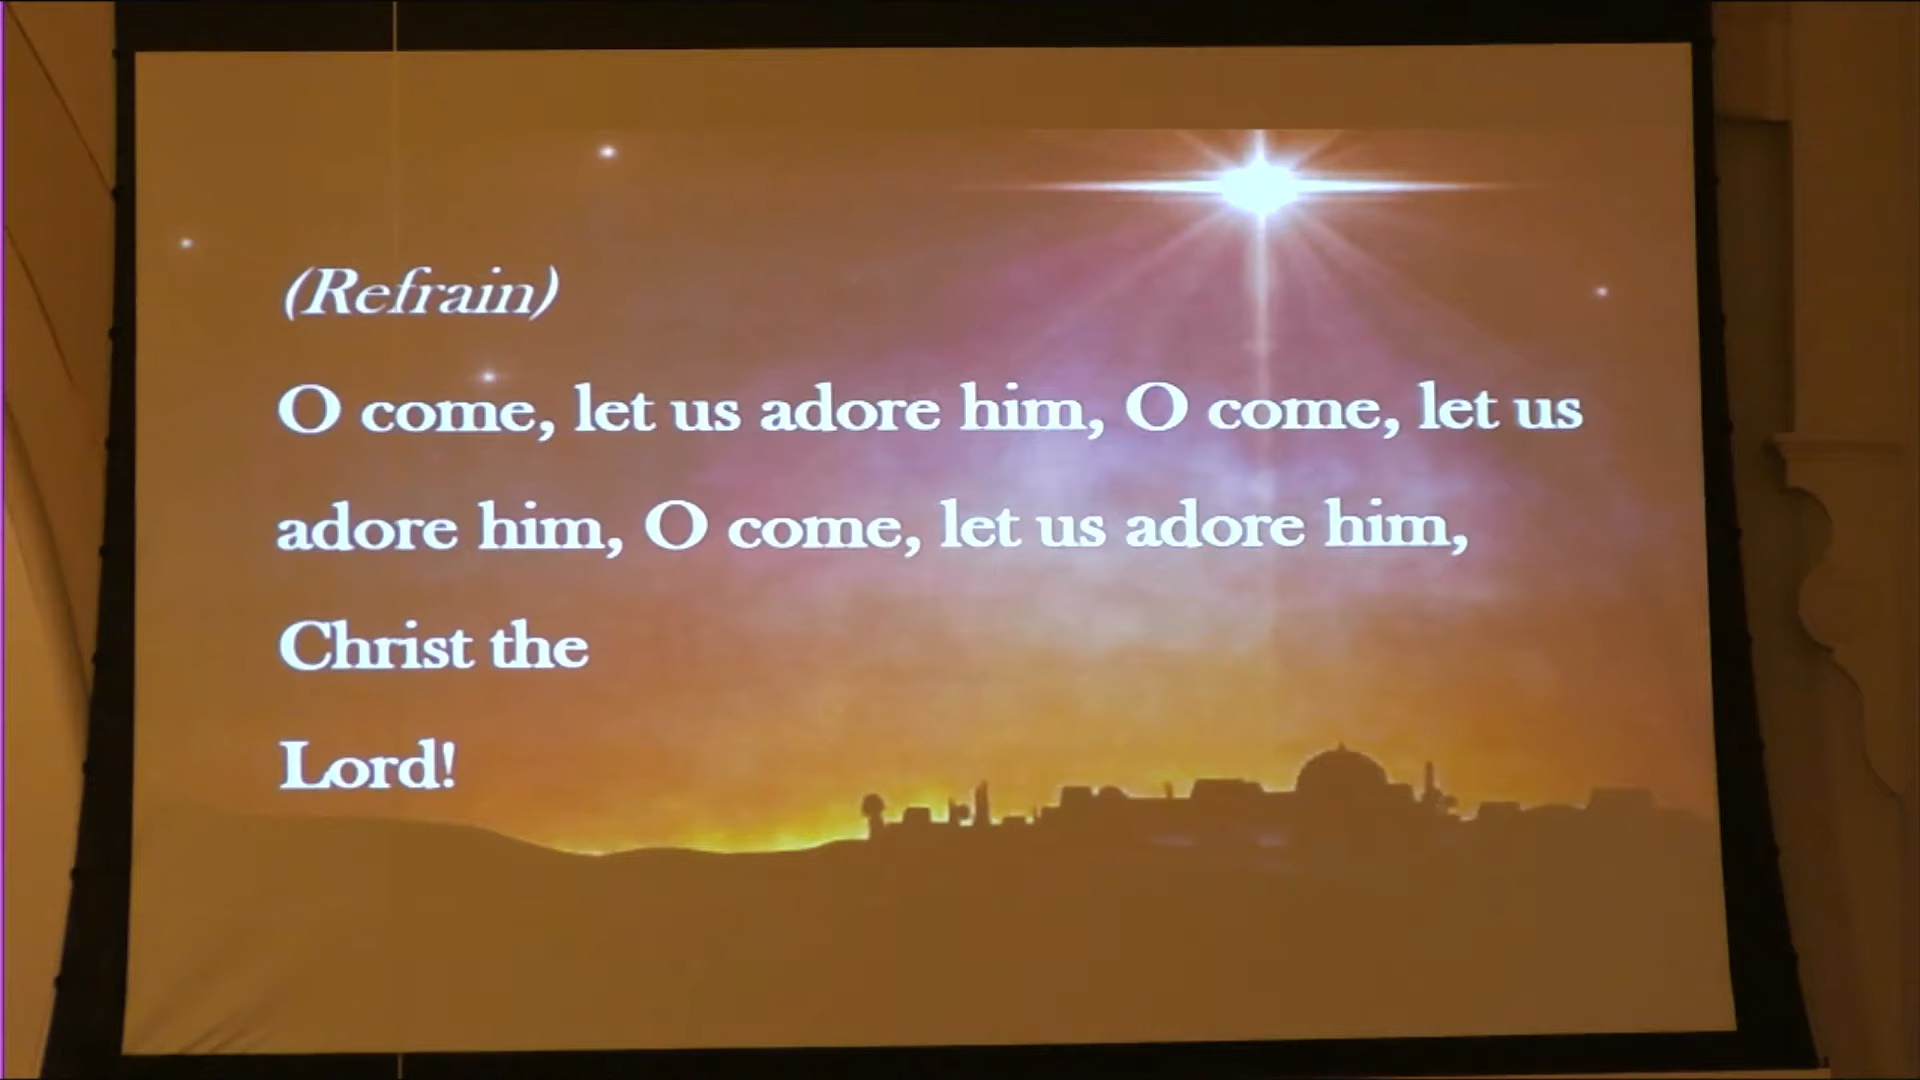 (Refrain)
O come, let us adore him, O come, let us
adore him, O come, let us adore him,
Christ the
Lord!